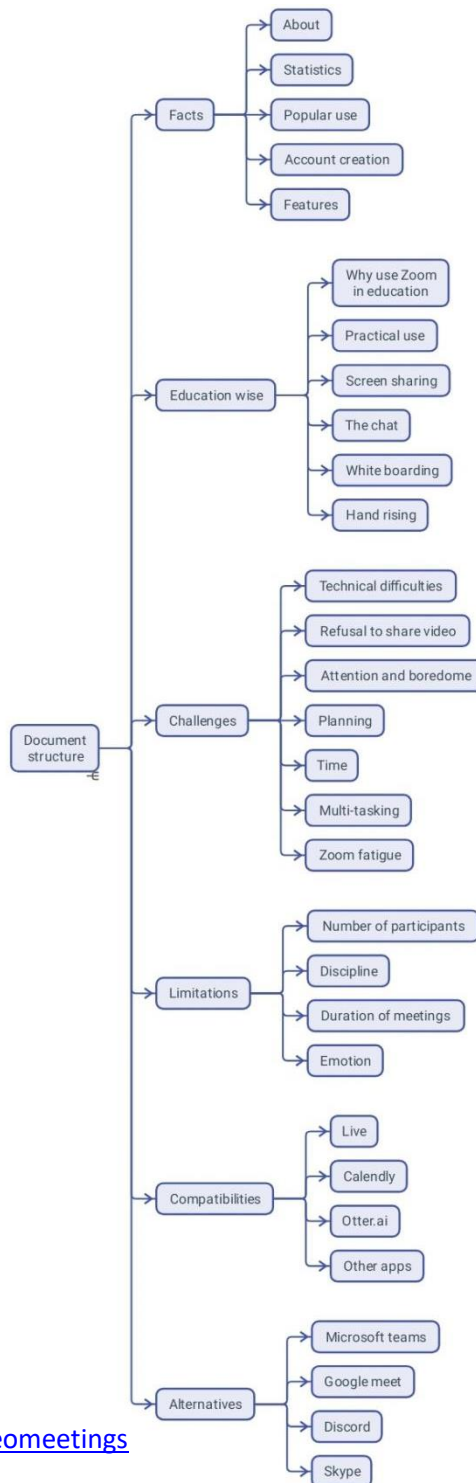 About
Statistics
Facts
Popular use
Account creation
Features
Why use Zoom
in education
Practical use
Screen sharing
Education wise
The chat
White boarding
Hand rising
Technical difficulties
Refusal to share video
Attention and boredome
Challenges
Planning
Document
structure
Time
Multi-tasking
Zoom fatigue
Number of participants
Discipline
Limitations
Duration of meetings
Emotion
Live
Calendly
Compatibilities
Otter.ai
Other apps
Microsoft teams
Google meet
Alternatives
Discord
eomeetings
Skype